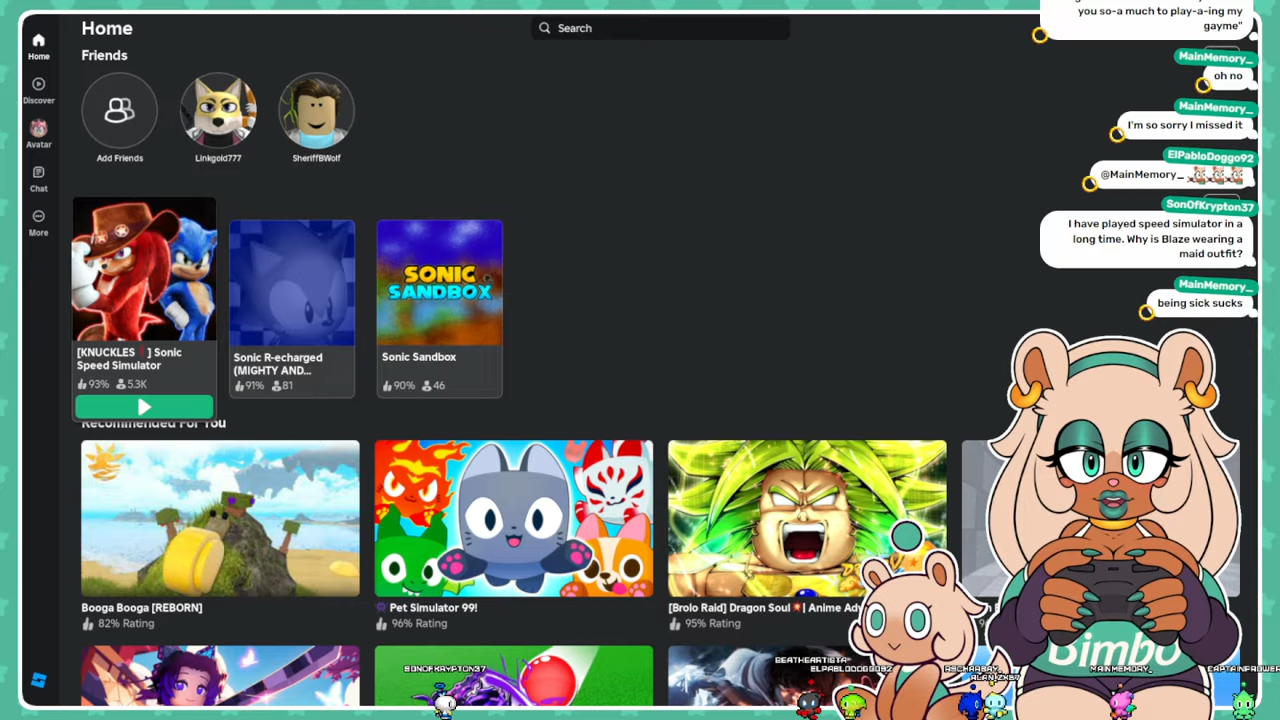 Home
Search
Friends
Home
Discover
Avatar
Chat
More
Add Friends
Linkgold777
SheriffBWolf
SONIC
SANDBOX
[KNUCKLES❗] Sonic
Speed Simulator
93% 5.3K
Sonic R-echarged
(MIGHTY AND...
91% 81
Sonic Sandbox
90% 46
Recommended For You
Booga Booga [REBORN]
82% Rating
Pet Simulator 99!
96% Rating
[Brolo Raid] Dragon Soul💥| Anime Adv
95% Rating
you so-a much to play-a-ing my
gayme"
MainMemory_
oh no
MainMemory_
I'm so sorry I missed it
ElPabloDoggo92
@MainMemory_
SonOfKrypton37
I have played speed simulator in a
long time. Why is Blaze wearing a
maid outfit?
MainMemory_
being sick sucks
Bimbo
SONOFKRYPTON37
BEATHEARTISTA
ELPABLODOGGO92
ALAN_ZXB7
MAINMEMORY_